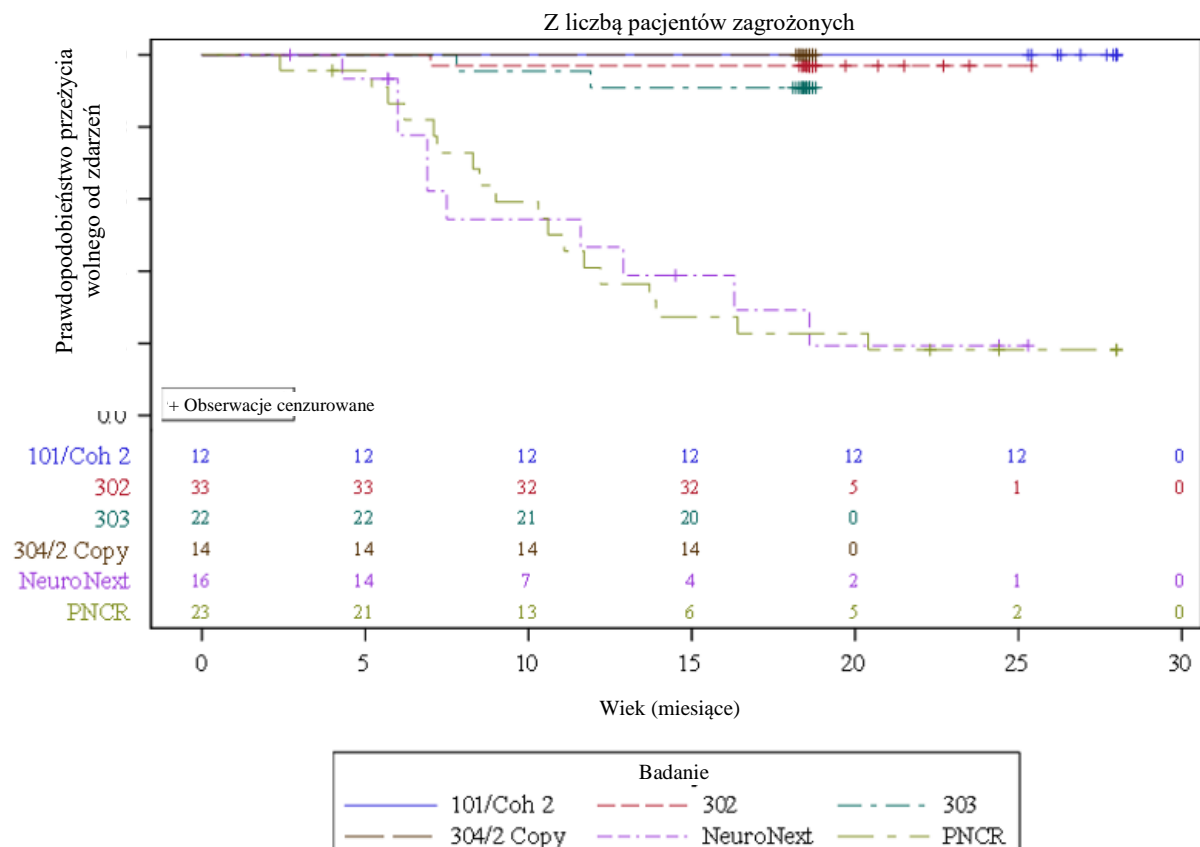 Z liczbą pacjentów zagrożonych
Prawdopodobieństwo przeżycia
wolnego od zdarzeń
+ Obserwacje cenzurowane
0.0
101/Coh 2 12 12 12 12 12 12 0
302 33 33 32 32 5 1 0
303 22 22 21 20 0
304/2 Copy 14 14 14 14 0
NeuroNext 16 14 7 4 2 1 0
PNCR 23 21 13 6 5 2 0
0 5 10 15 20 25 30
Wiek (miesiące)
Badanie
101/Coh 2 302 303
304/2 Copy NeuroNext PNCR